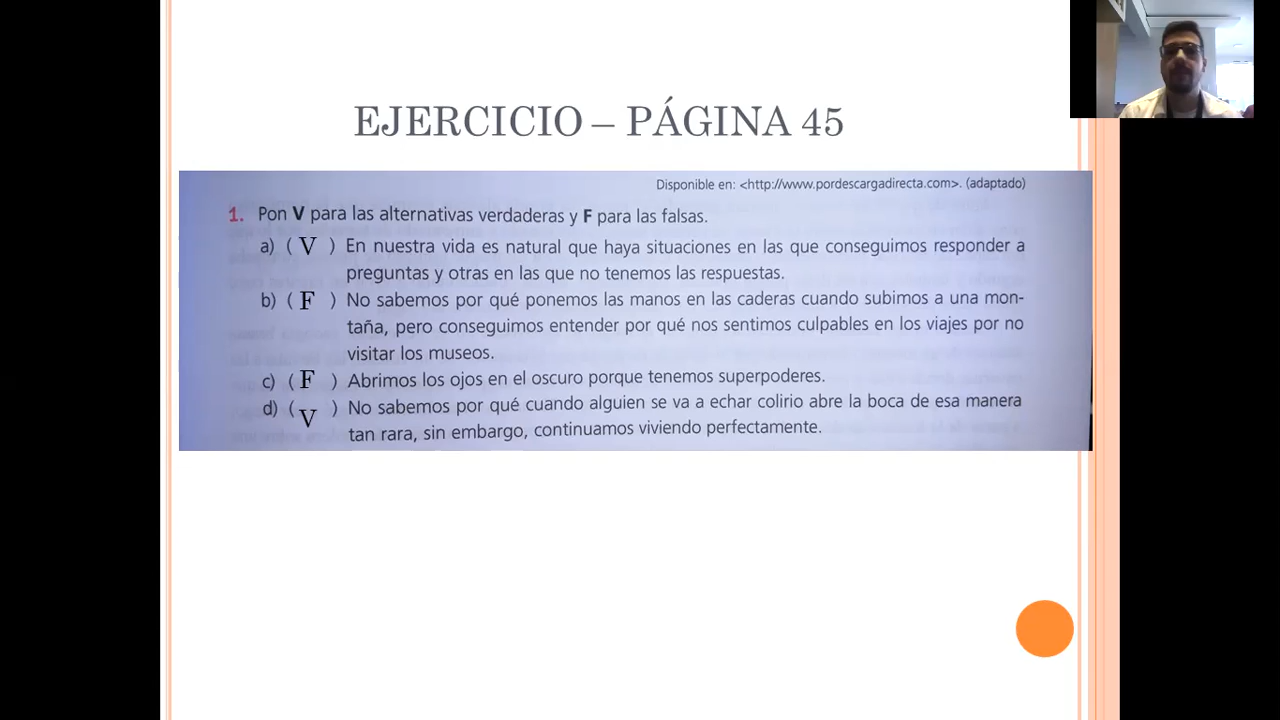 EJERCICIO – PÁGINA 45
Disponible en: <http://www.pordescargadirecta.com>. (adaptado)
1. Pon V para las alternativas verdaderas y F para las falsas.
a) ( V ) En nuestra vida es natural que haya situaciones en las que conseguimos responder a
preguntas y otras en las que no tenemos las respuestas.
b) ( F ) No sabemos por qué ponemos las manos en las caderas cuando subimos a una mon-
taña, pero conseguimos entender por qué nos sentimos culpables en los viajes por no
visitar los museos.
c) ( F ) Abrimos los ojos en el oscuro porque tenemos superpoderes.
d) ( V ) No sabemos por qué cuando alguien se va a echar colirio abre la boca de esa manera
tan rara, sin embargo, continuamos viviendo perfectamente.